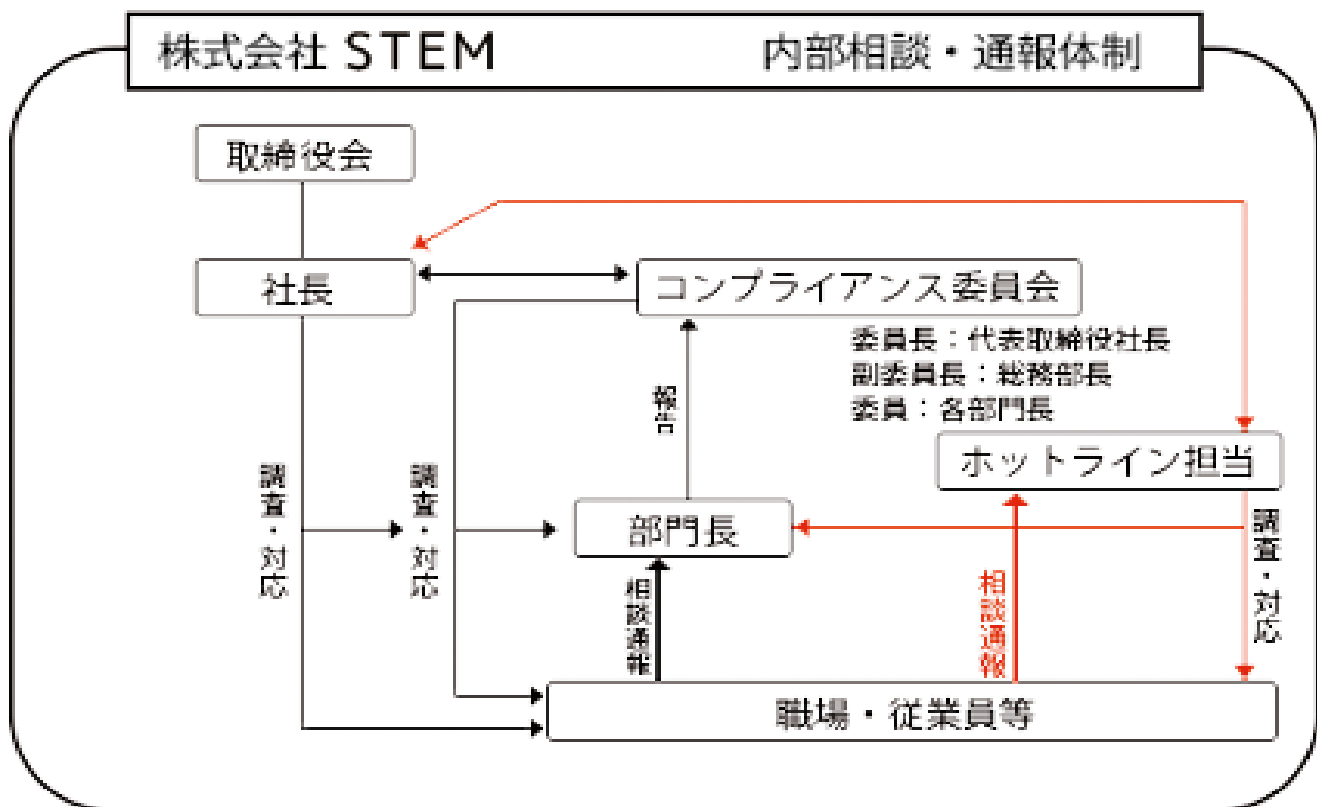 株式会社 STEM 内部相談・通報体制
取締役会
社長
コンプライアンス委員会
委員長：代表取締役社長
副委員長：総務部長
委員：各部門長
報告
ホットライン担当
調査・対応
調査・対応
部門長
調査・対応
相談通報
相談通報
職場・従業員等